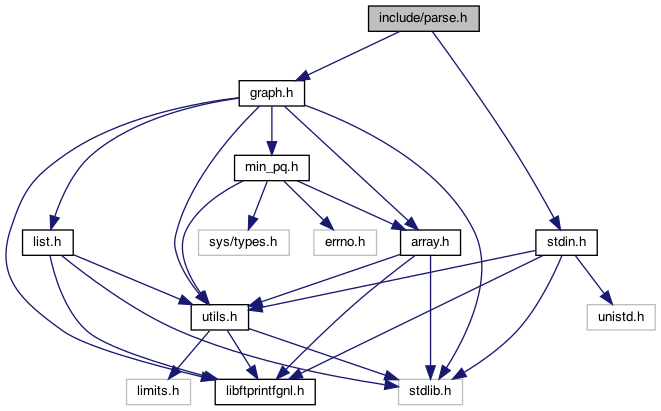 include/parse.h
graph.h
min_pq.h
list.h
sys/types.h
errno.h
array.h
stdin.h
utils.h
unistd.h
limits.h
libftprintfgnl.h
stdlib.h